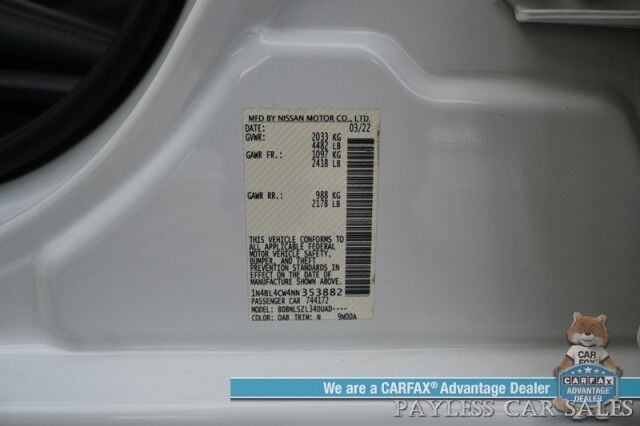 MFD BY NISSAN MOTOR CO., LTD.
DATE: 03/22
GVWR: 2033 KG
4482 LB
GAWR FR.: 1097 KG
2418 LB
GAWR RR.: 988 KG
2178 LB
THIS VEHICLE CONFORMS TO
ALL APPLICABLE FEDERAL
MOTOR VEHICLE SAFETY,
BUMPER, AND THEFT
PREVENTION STANDARDS IN
EFFECT ON THE DATE OF
MANUFACTURE SHOWN ABOVE.
1N4BL4CW4NN353882
PASSENGER CAR 744172
MODEL: BDBNLSZL34DUAD----
COLOR: QAB TRIM: N 9N00A
We are a CARFAX® Advantage Dealer
CAR
FOX
CARFAX
ADVANTAGE
DEALER
PAYLESS CAR SALES